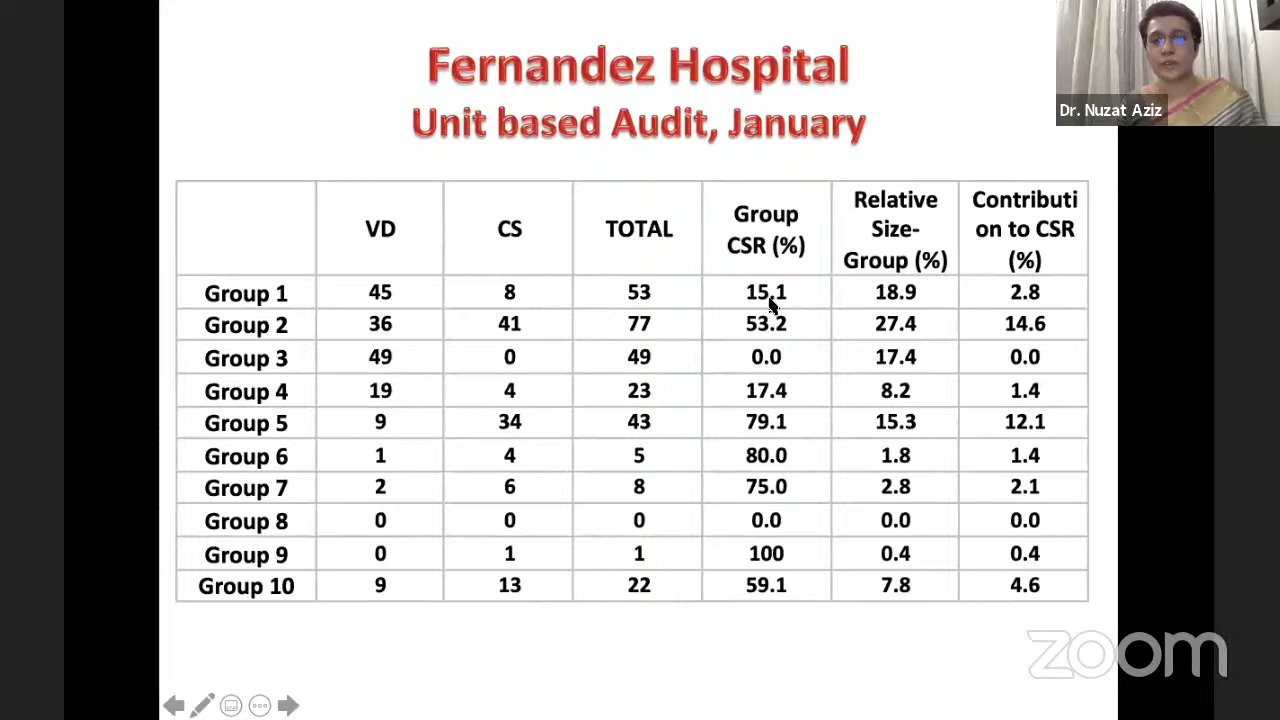 Fernandez Hospital
Unit based Audit, January
Dr. Nuzat Aziz
VD CS TOTAL Group CSR (%) Relative Size- Group (%) Contributi on to CSR (%)
Group 1 45 8 53 15.1 18.9 2.8
Group 2 36 41 77 53.2 27.4 14.6
Group 3 49 0 49 0.0 17.4 0.0
Group 4 19 4 23 17.4 8.2 1.4
Group 5 9 34 43 79.1 15.3 12.1
Group 6 1 4 5 80.0 1.8 1.4
Group 7 2 6 8 75.0 2.8 2.1
Group 8 0 0 0 0.0 0.0 0.0
Group 9 0 1 1 100 0.4 0.4
Group 10 9 13 22 59.1 7.8 4.6
zoom